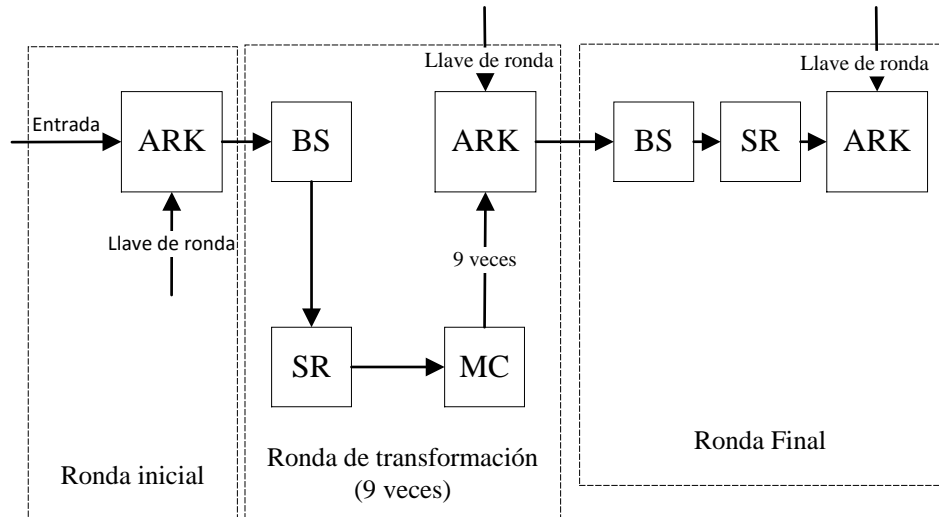 Llave de ronda
Llave de ronda
Entrada
ARK
BS
ARK
BS
SR
ARK
Llave de ronda
9 veces
SR
MC
Ronda inicial
Ronda de transformación
(9 veces)
Ronda Final